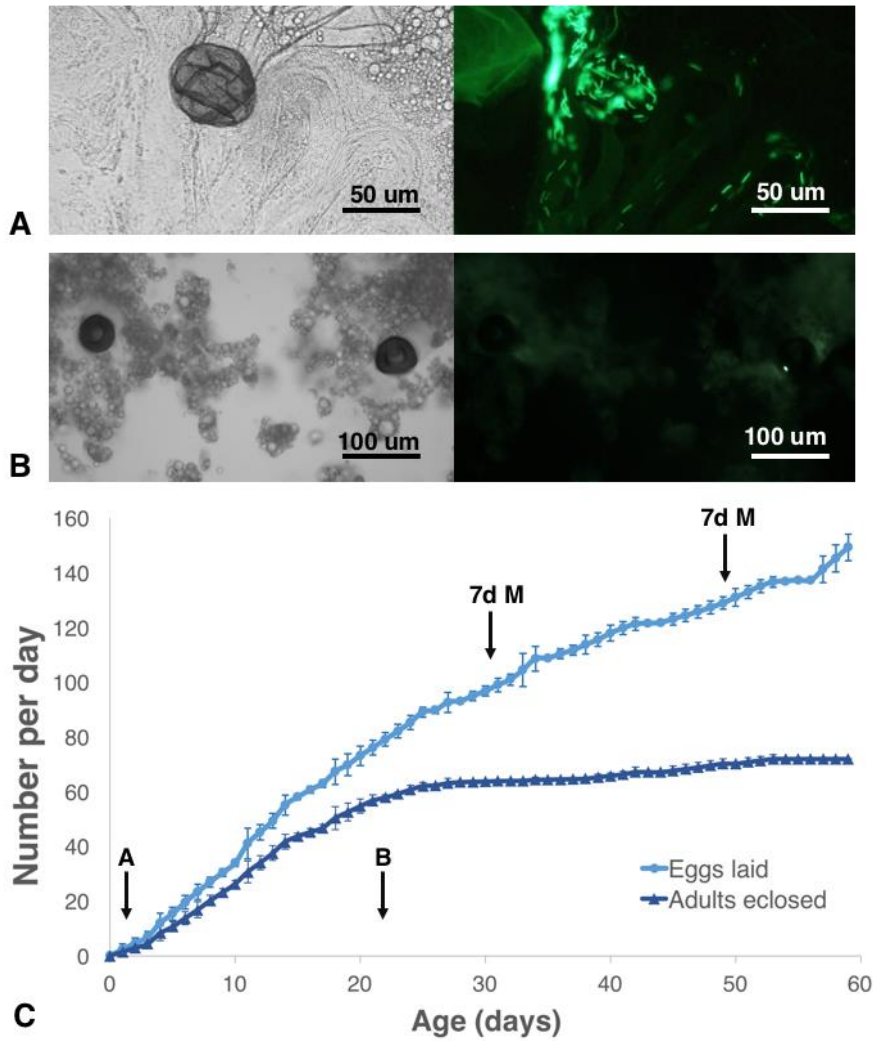 50 um
50 um
A
100 um
100 um
B
160
140
120
100
80
60
40
20
0
Number per day
7d M
7d M
A
B
Eggs laid
Adults eclosed
0 10 20 30 40 50 60
C
Age (days)